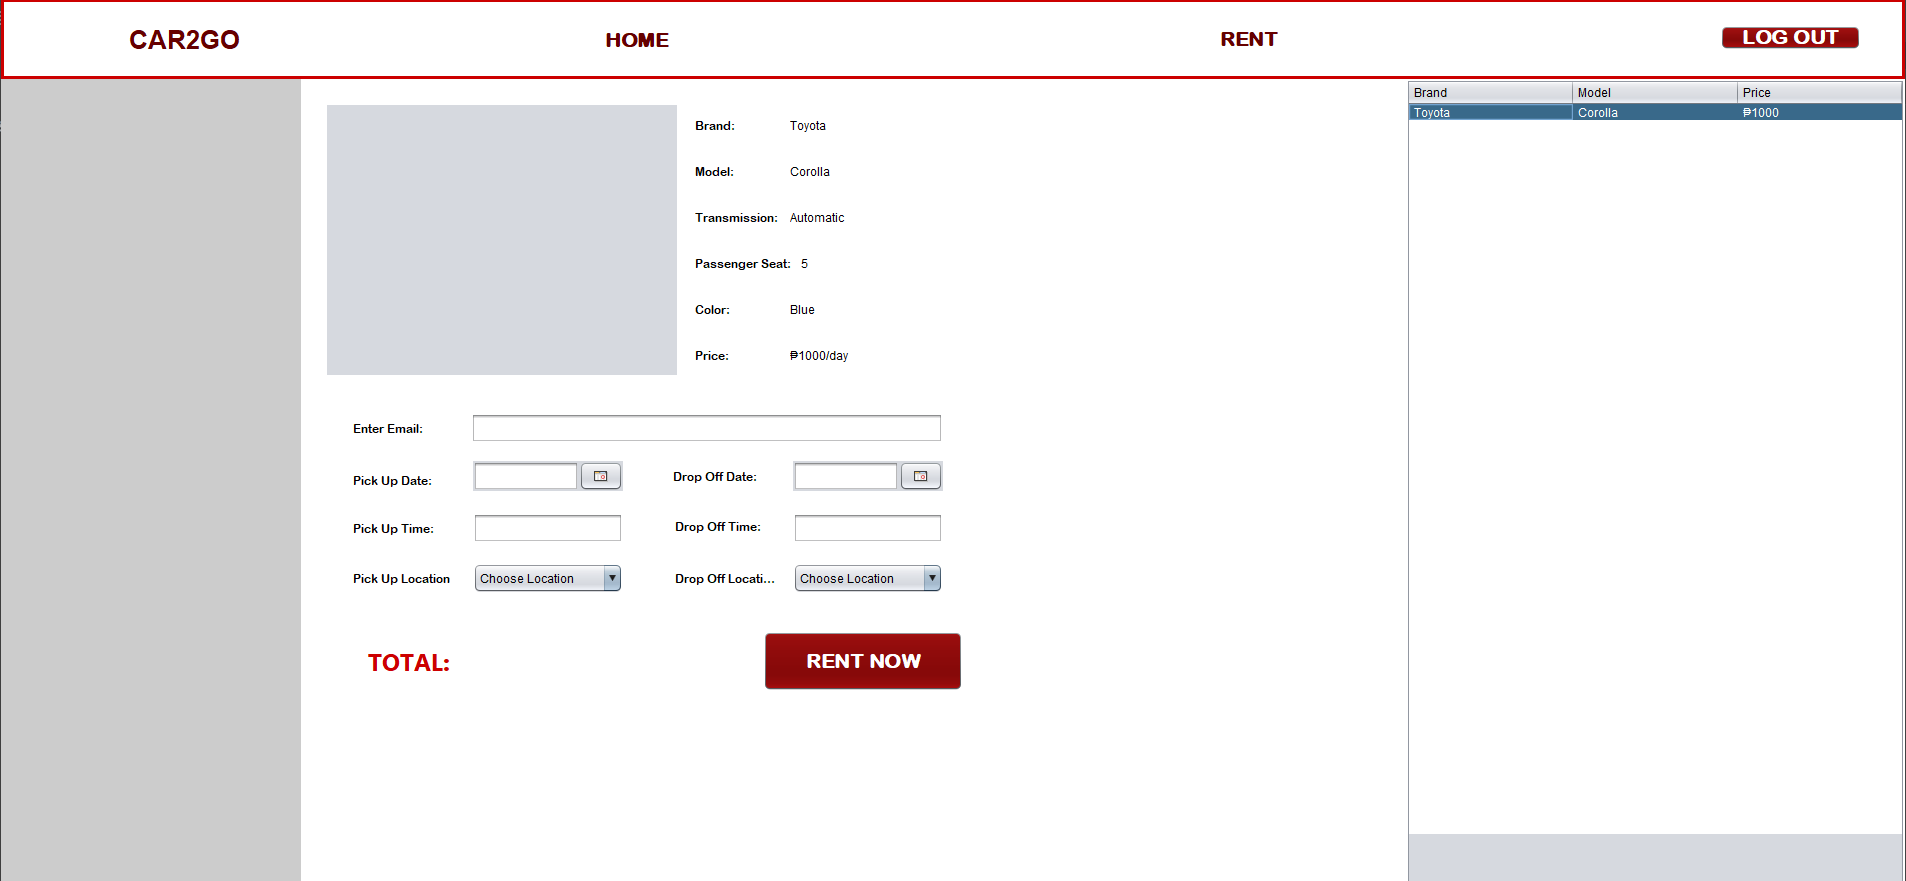 CAR2GO HOME RENT LOG OUT
Brand: Toyota
Model: Corolla
Transmission: Automatic
Passenger Seat: 5
Color: Blue
Price: ₱1000/day
Enter Email:
Pick Up Date: Drop Off Date:
Pick Up Time: Drop Off Time:
Pick Up Location Choose Location Drop Off Locati... Choose Location
TOTAL: RENT NOW
Brand Model Price
Toyota Corolla ₱1000